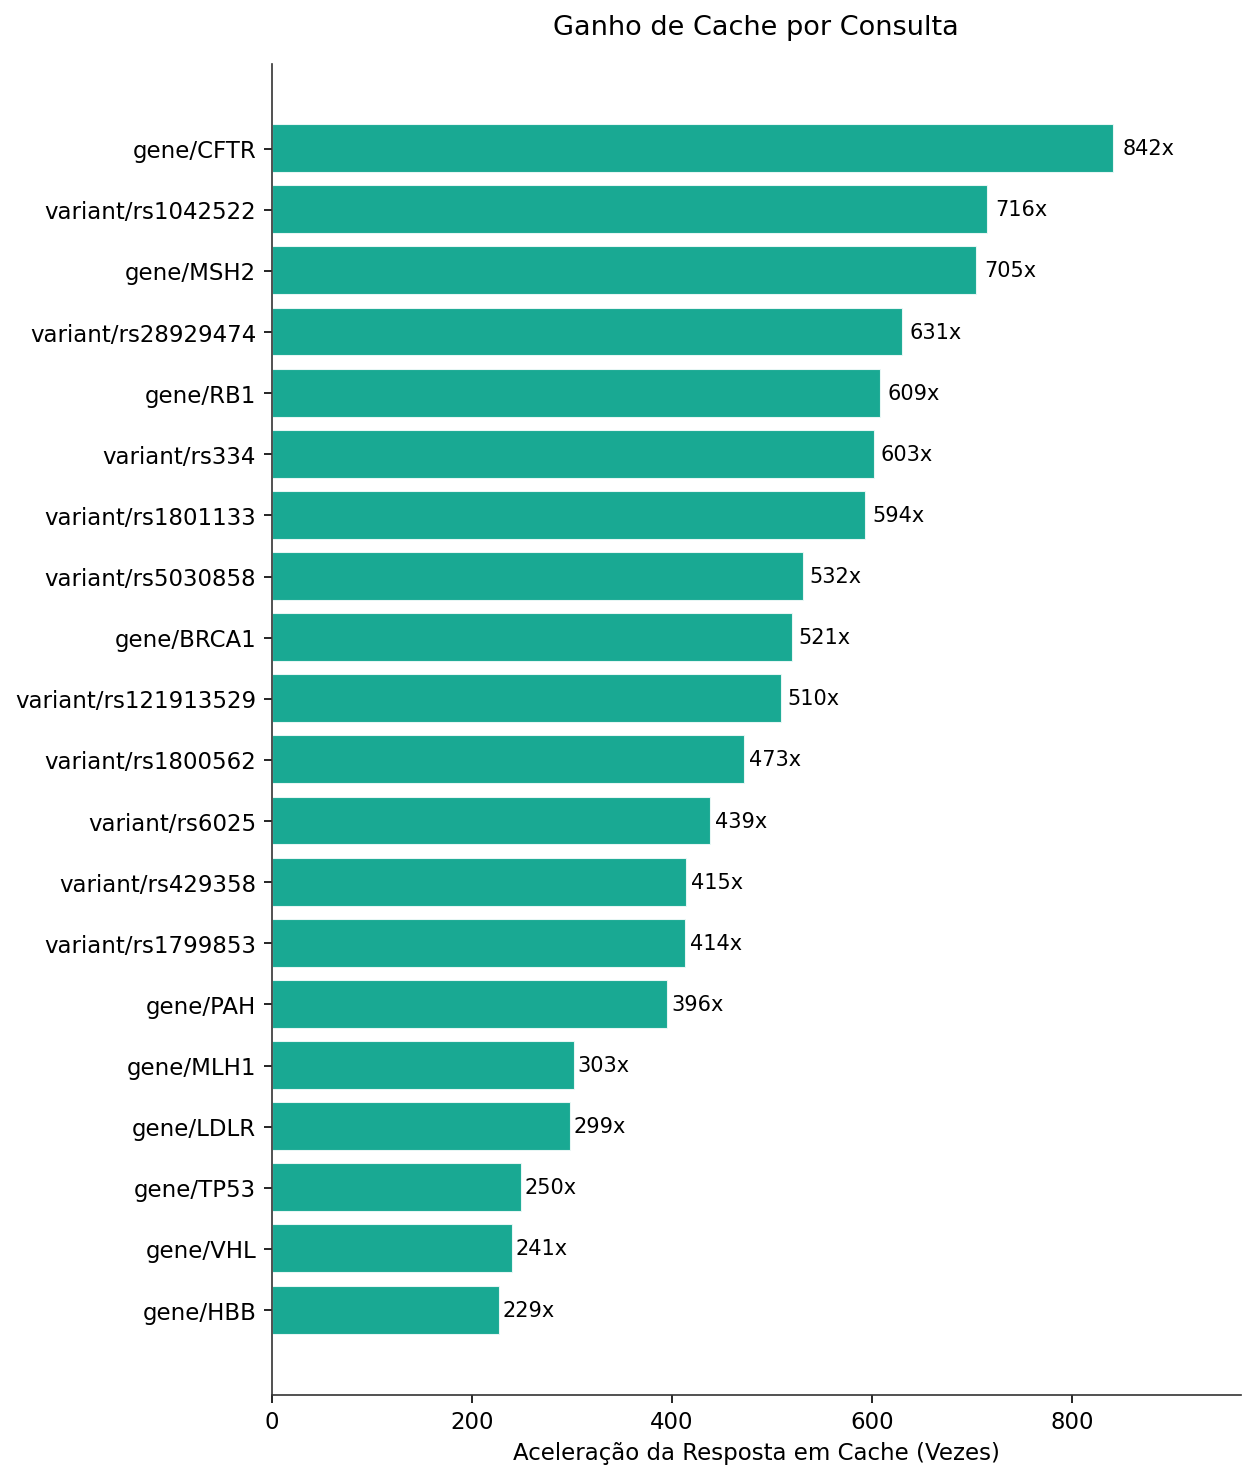 Ganho de Cache por Consulta
gene/CFTR 842x
variant/rs1042522 716x
gene/MSH2 705x
variant/rs28929474 631x
gene/RB1 609x
variant/rs334 603x
variant/rs1801133 594x
variant/rs5030858 532x
gene/BRCA1 521x
variant/rs121913529 510x
variant/rs1800562 473x
variant/rs6025 439x
variant/rs429358 415x
variant/rs1799853 414x
gene/PAH 396x
gene/MLH1 303x
gene/LDLR 299x
gene/TP53 250x
gene/VHL 241x
gene/HBB 229x
0 200 400 600 800
Aceleração da Resposta em Cache (Vezes)